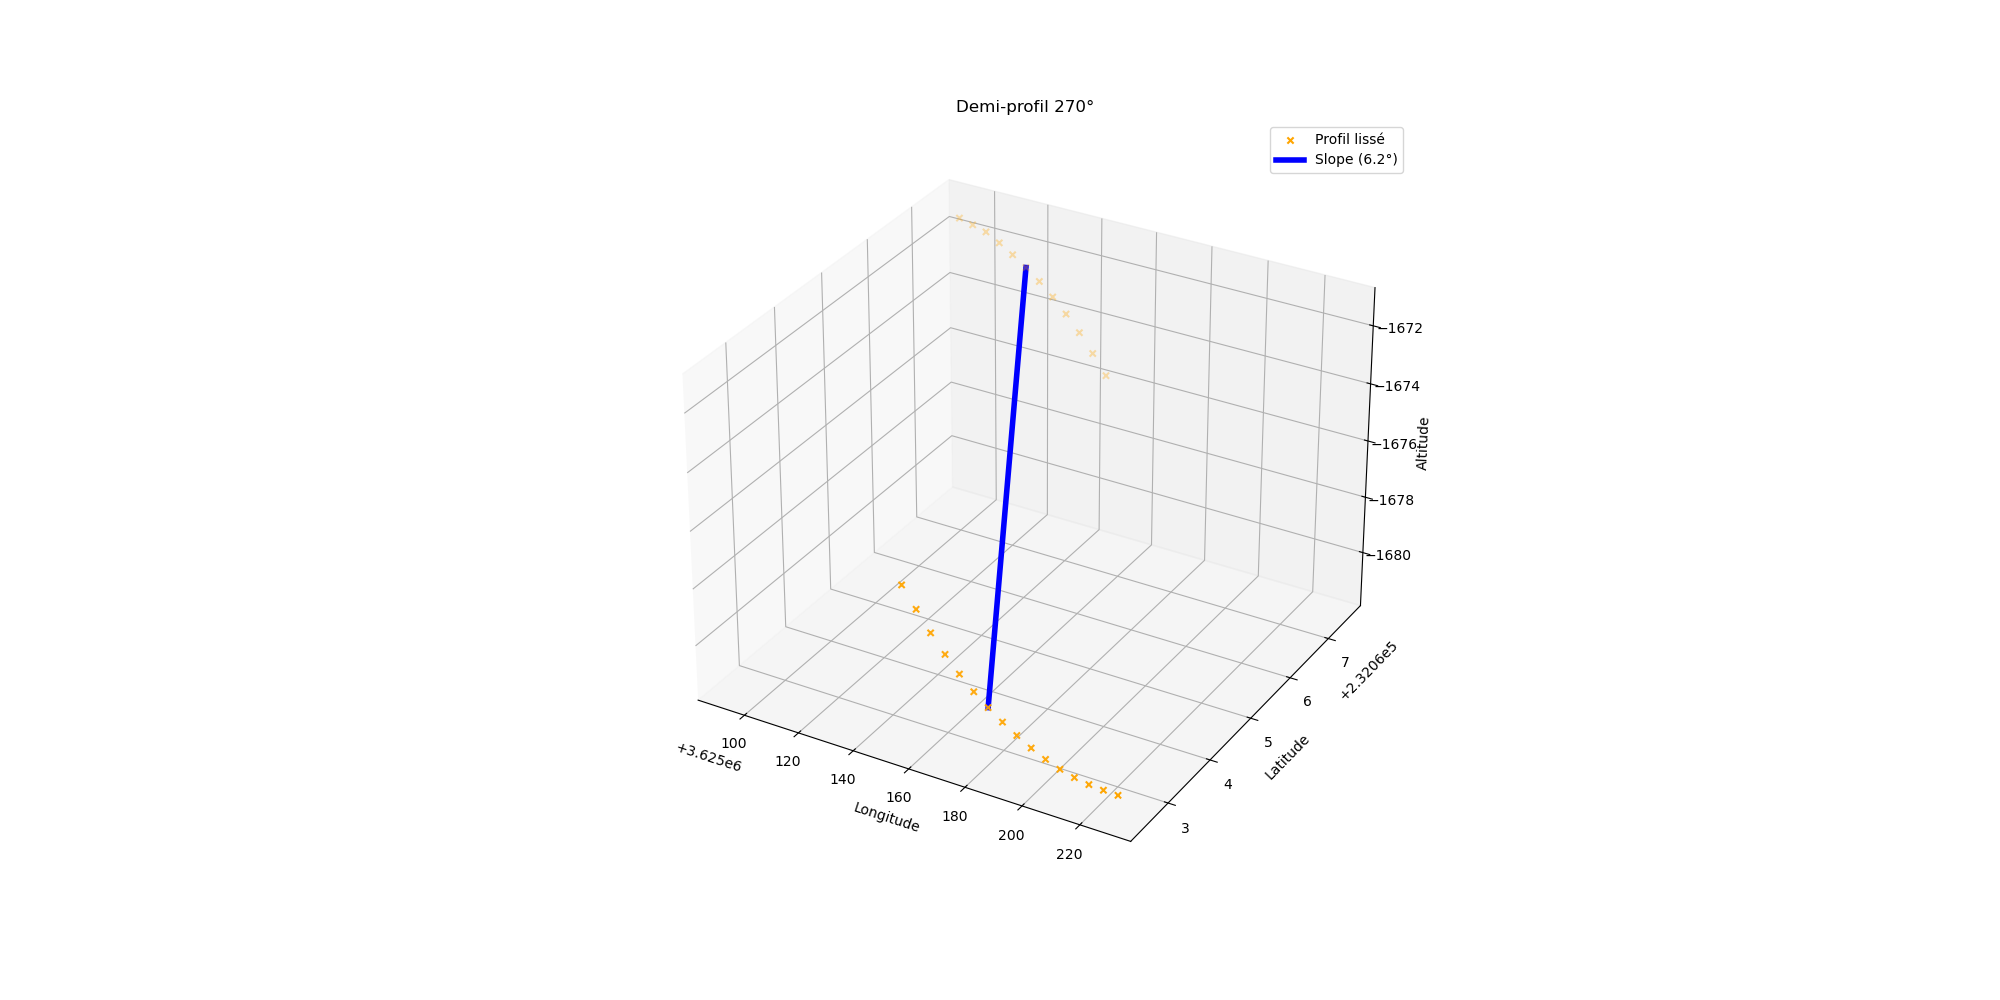 Demi-profil 270°
Profil lissé
Slope (6.2°)
−1672
−1674
−1676
−1678
−1680
Altitude
7
6
5
4
3
+2.3206e5
Latitude
100
120
140
160
180
200
220
+3.625e6
Longitude